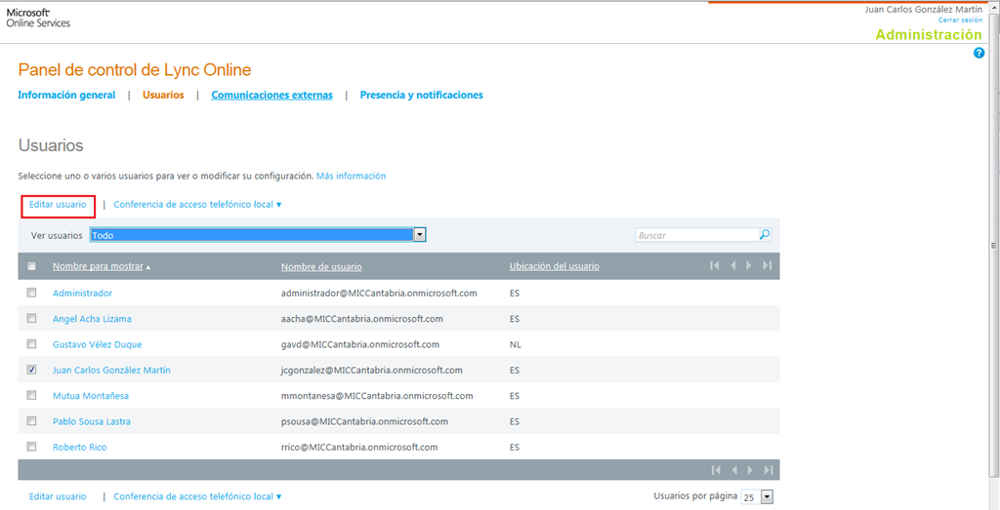 Microsoft
Online Services
Juan Carlos González Martín
Cerrar sesión
Administración
?
Panel de control de Lync Online
Información general | Usuarios | Comunicaciones externas | Presencia y notificaciones
Usuarios
Seleccione uno o varios usuarios para ver o modificar su configuración. Más información
Editar usuario | Conferencia de acceso telefónico local
Ver usuarios Todo Buscar
Nombre para mostrar Nombre de usuario Ubicación del usuario
Administrador administrador@MICCantabria.onmicrosoft.com ES
Angel Acha Lizama aacha@MICCantabria.onmicrosoft.com ES
Gustavo Vélez Duque gavd@MICCantabria.onmicrosoft.com NL
Juan Carlos González Martín jcgonzalez@MICCantabria.onmicrosoft.com ES
Mutua Montañesa mmontanesa@MICCantabria.onmicrosoft.com ES
Pablo Sousa Lastra psousa@MICCantabria.onmicrosoft.com ES
Roberto Rico rrico@MICCantabria.onmicrosoft.com ES
Editar usuario | Conferencia de acceso telefónico local Usuarios por página 25